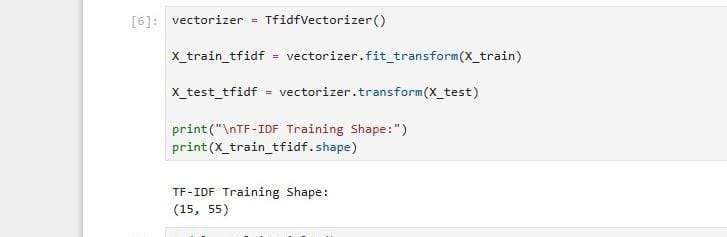 [6]: vectorizer = TfidfVectorizer()
X_train_tfidf = vectorizer.fit_transform(X_train)
X_test_tfidf = vectorizer.transform(X_test)
print("\nTF-IDF Training Shape:")
print(X_train_tfidf.shape)
TF-IDF Training Shape:
(15, 55)